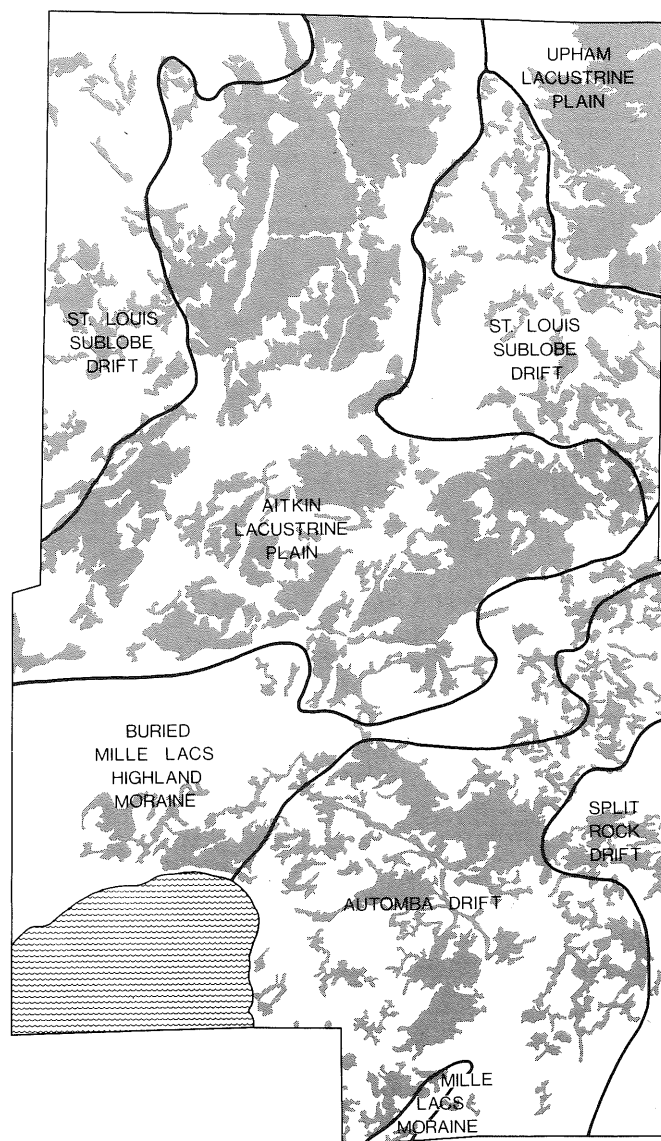 UPHAM
LACUSTRINE
PLAIN
ST. LOUIS
SUBLOBE
DRIFT
ST. LOUIS
SUBLOBE
DRIFT
AITKIN
LACUSTRINE
PLAIN
BURIED
MILLE LACS
HIGHLAND
MORAINE
SPLIT
ROCK
DRIFT
AUTOMBA DRIFT
MILLE
LACS
MORAINE